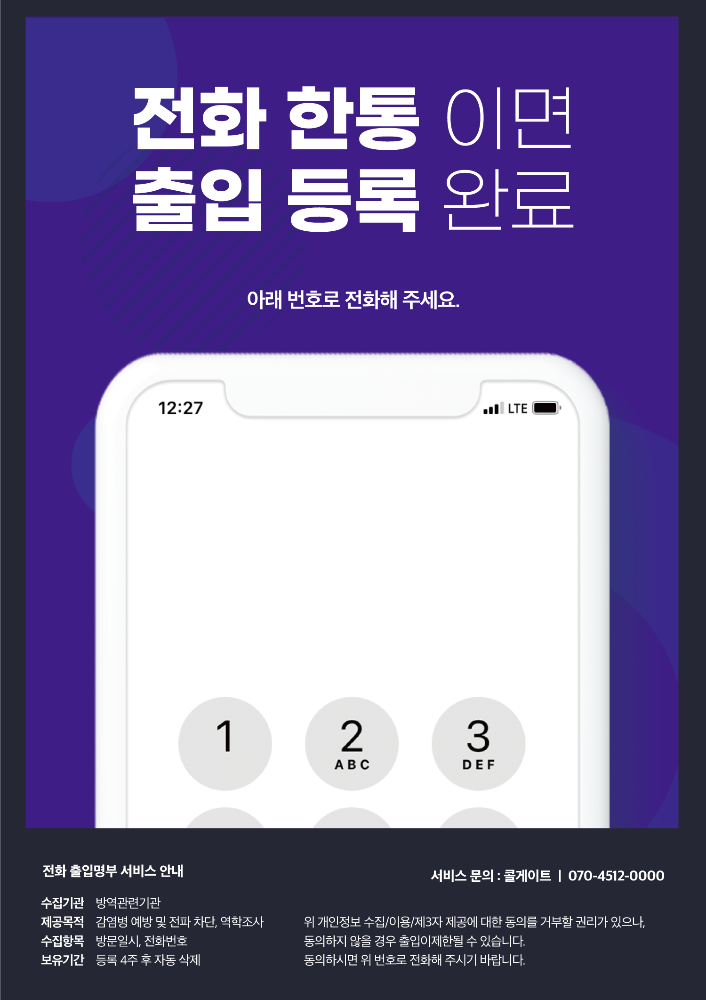 전화 한통 이면
출입 등록 완료
아래 번호로 전화해 주세요.
12:27
LTE
1
2
3
ABC
DEF
전화 출입명부 서비스 안내
서비스 문의 : 콜게이트 | 070-4512-0000
수집기관 방역관련기관
제공목적 감염병 예방 및 전파 차단, 역학조사
수집항목 방문일시, 전화번호
보유기간 등록 4주 후 자동 삭제
위 개인정보 수집/이용/제3자 제공에 대한 동의를 거부할 권리가 있으나,
동의하지 않을 경우 출입이제한될 수 있습니다.
동의하시면 위 번호로 전화해 주시기 바랍니다.